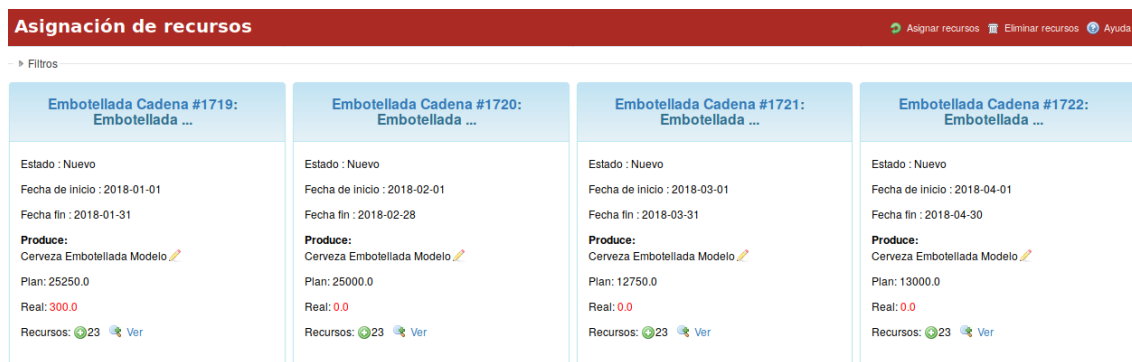 Asignación de recursos
Asignar recursos Eliminar recursos Ayuda
Filtros
Embotellada Cadena #1719:
Embotellada ...
Estado : Nuevo
Fecha de inicio : 2018-01-01
Fecha fin : 2018-01-31
Produce:
Cerveza Embotellada Modelo
Plan: 25250.0
Real: 300.0
Recursos: 23 Ver
Embotellada Cadena #1720:
Embotellada ...
Estado : Nuevo
Fecha de inicio : 2018-02-01
Fecha fin : 2018-02-28
Produce:
Cerveza Embotellada Modelo
Plan: 25000.0
Real: 0.0
Recursos: 23 Ver
Embotellada Cadena #1721:
Embotellada ...
Estado : Nuevo
Fecha de inicio : 2018-03-01
Fecha fin : 2018-03-31
Produce:
Cerveza Embotellada Modelo
Plan: 12750.0
Real: 0.0
Recursos: 23 Ver
Embotellada Cadena #1722:
Embotellada ...
Estado : Nuevo
Fecha de inicio : 2018-04-01
Fecha fin : 2018-04-30
Produce:
Cerveza Embotellada Modelo
Plan: 13000.0
Real: 0.0
Recursos: 23 Ver